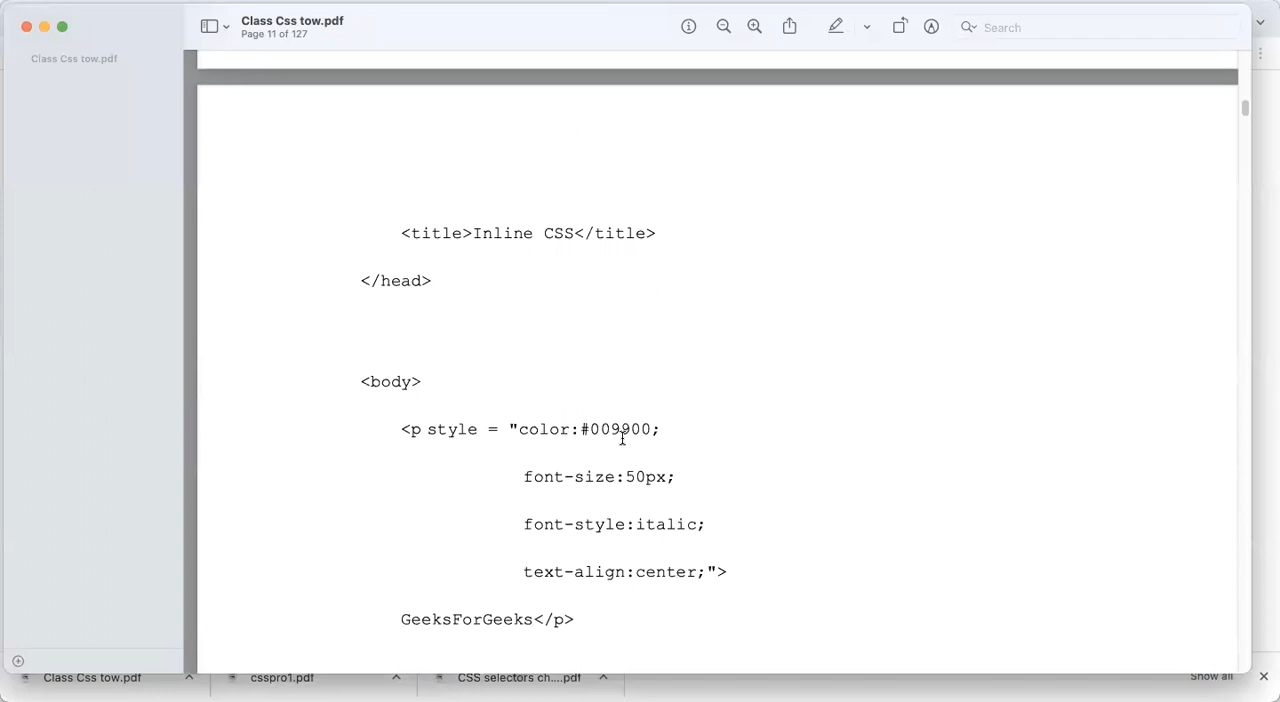 Class Css tow.pdf
Page 11 of 127
Search
Class Css tow.pdf
<title>Inline CSS</title>
</head>
<body>
<p style = "color:#009900;
font-size:50px;
font-style:italic;
text-align:center;">
GeeksForGeeks</p>
Class Css tow.pdf
csspro1.pdf
CSS selectors ch....pdf
Show all